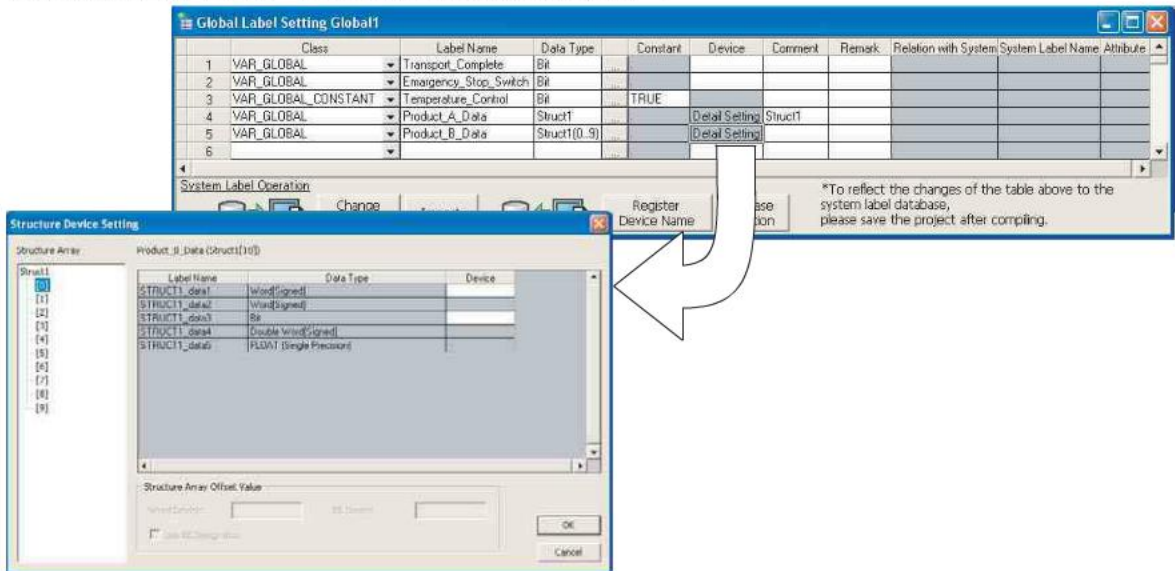 Global Label Setting Global1
Class Label Name Data Type Constant Device Comment Remark Relation with System System Label Name Attribute
1 VAR_GLOBAL Transport_Complete Bit ...
2 VAR_GLOBAL Emargency_Stop_Switch Bit ...
3 VAR_GLOBAL_CONSTANT Temperature_Control Bit ... TRUE
4 VAR_GLOBAL Product_A_Data Struct1 ... Detail Setting Struct1
5 VAR_GLOBAL Product_B_Data Struct1(0..9) ... Detail Setting
6 ...
System Label Operation
Change
Register
Device Name
*To reflect the changes of the table above to the
system label database,
please save the project after compiling.
Structure Device Setting
Structure Array Product_B_Data (Struct1[10])
Struct1
[0]
[1]
[2]
[3]
[4]
[5]
[6]
[7]
[8]
[9]
Label Name Data Type Device
STRUCT1_data1 Word[Signed]
STRUCT1_data2 Word[Signed]
STRUCT1_data3 Bit
STRUCT1_data4 Double Word[Signed]
STRUCT1_data5 FLOAT (Single Precision)
Structure Array Offset Value
OK
Cancel